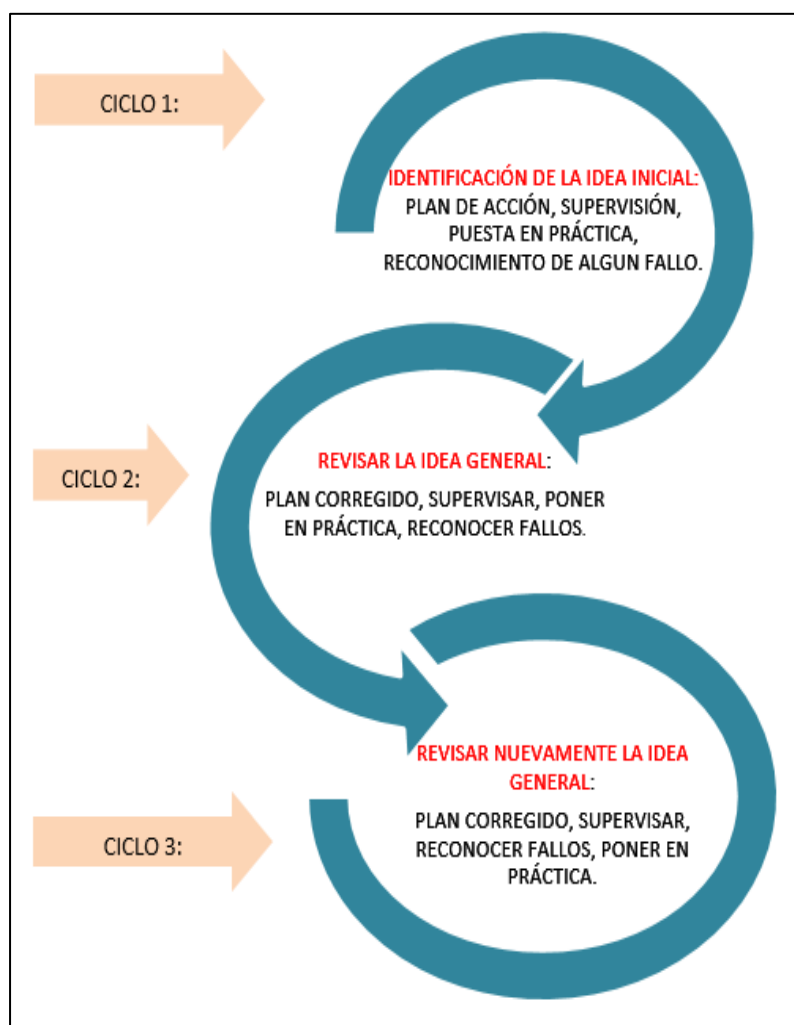 CICLO 1:
IDENTIFICACIÓN DE LA IDEA INICIAL:
PLAN DE ACCIÓN, SUPERVISIÓN,
PUESTA EN PRÁCTICA,
RECONOCIMIENTO DE ALGUN FALLO.
CICLO 2:
REVISAR LA IDEA GENERAL:
PLAN CORREGIDO, SUPERVISAR, PONER
EN PRÁCTICA, RECONOCER FALLOS.
CICLO 3:
REVISAR NUEVAMENTE LA IDEA
GENERAL:
PLAN CORREGIDO, SUPERVISAR,
RECONOCER FALLOS, PONER EN
PRÁCTICA.